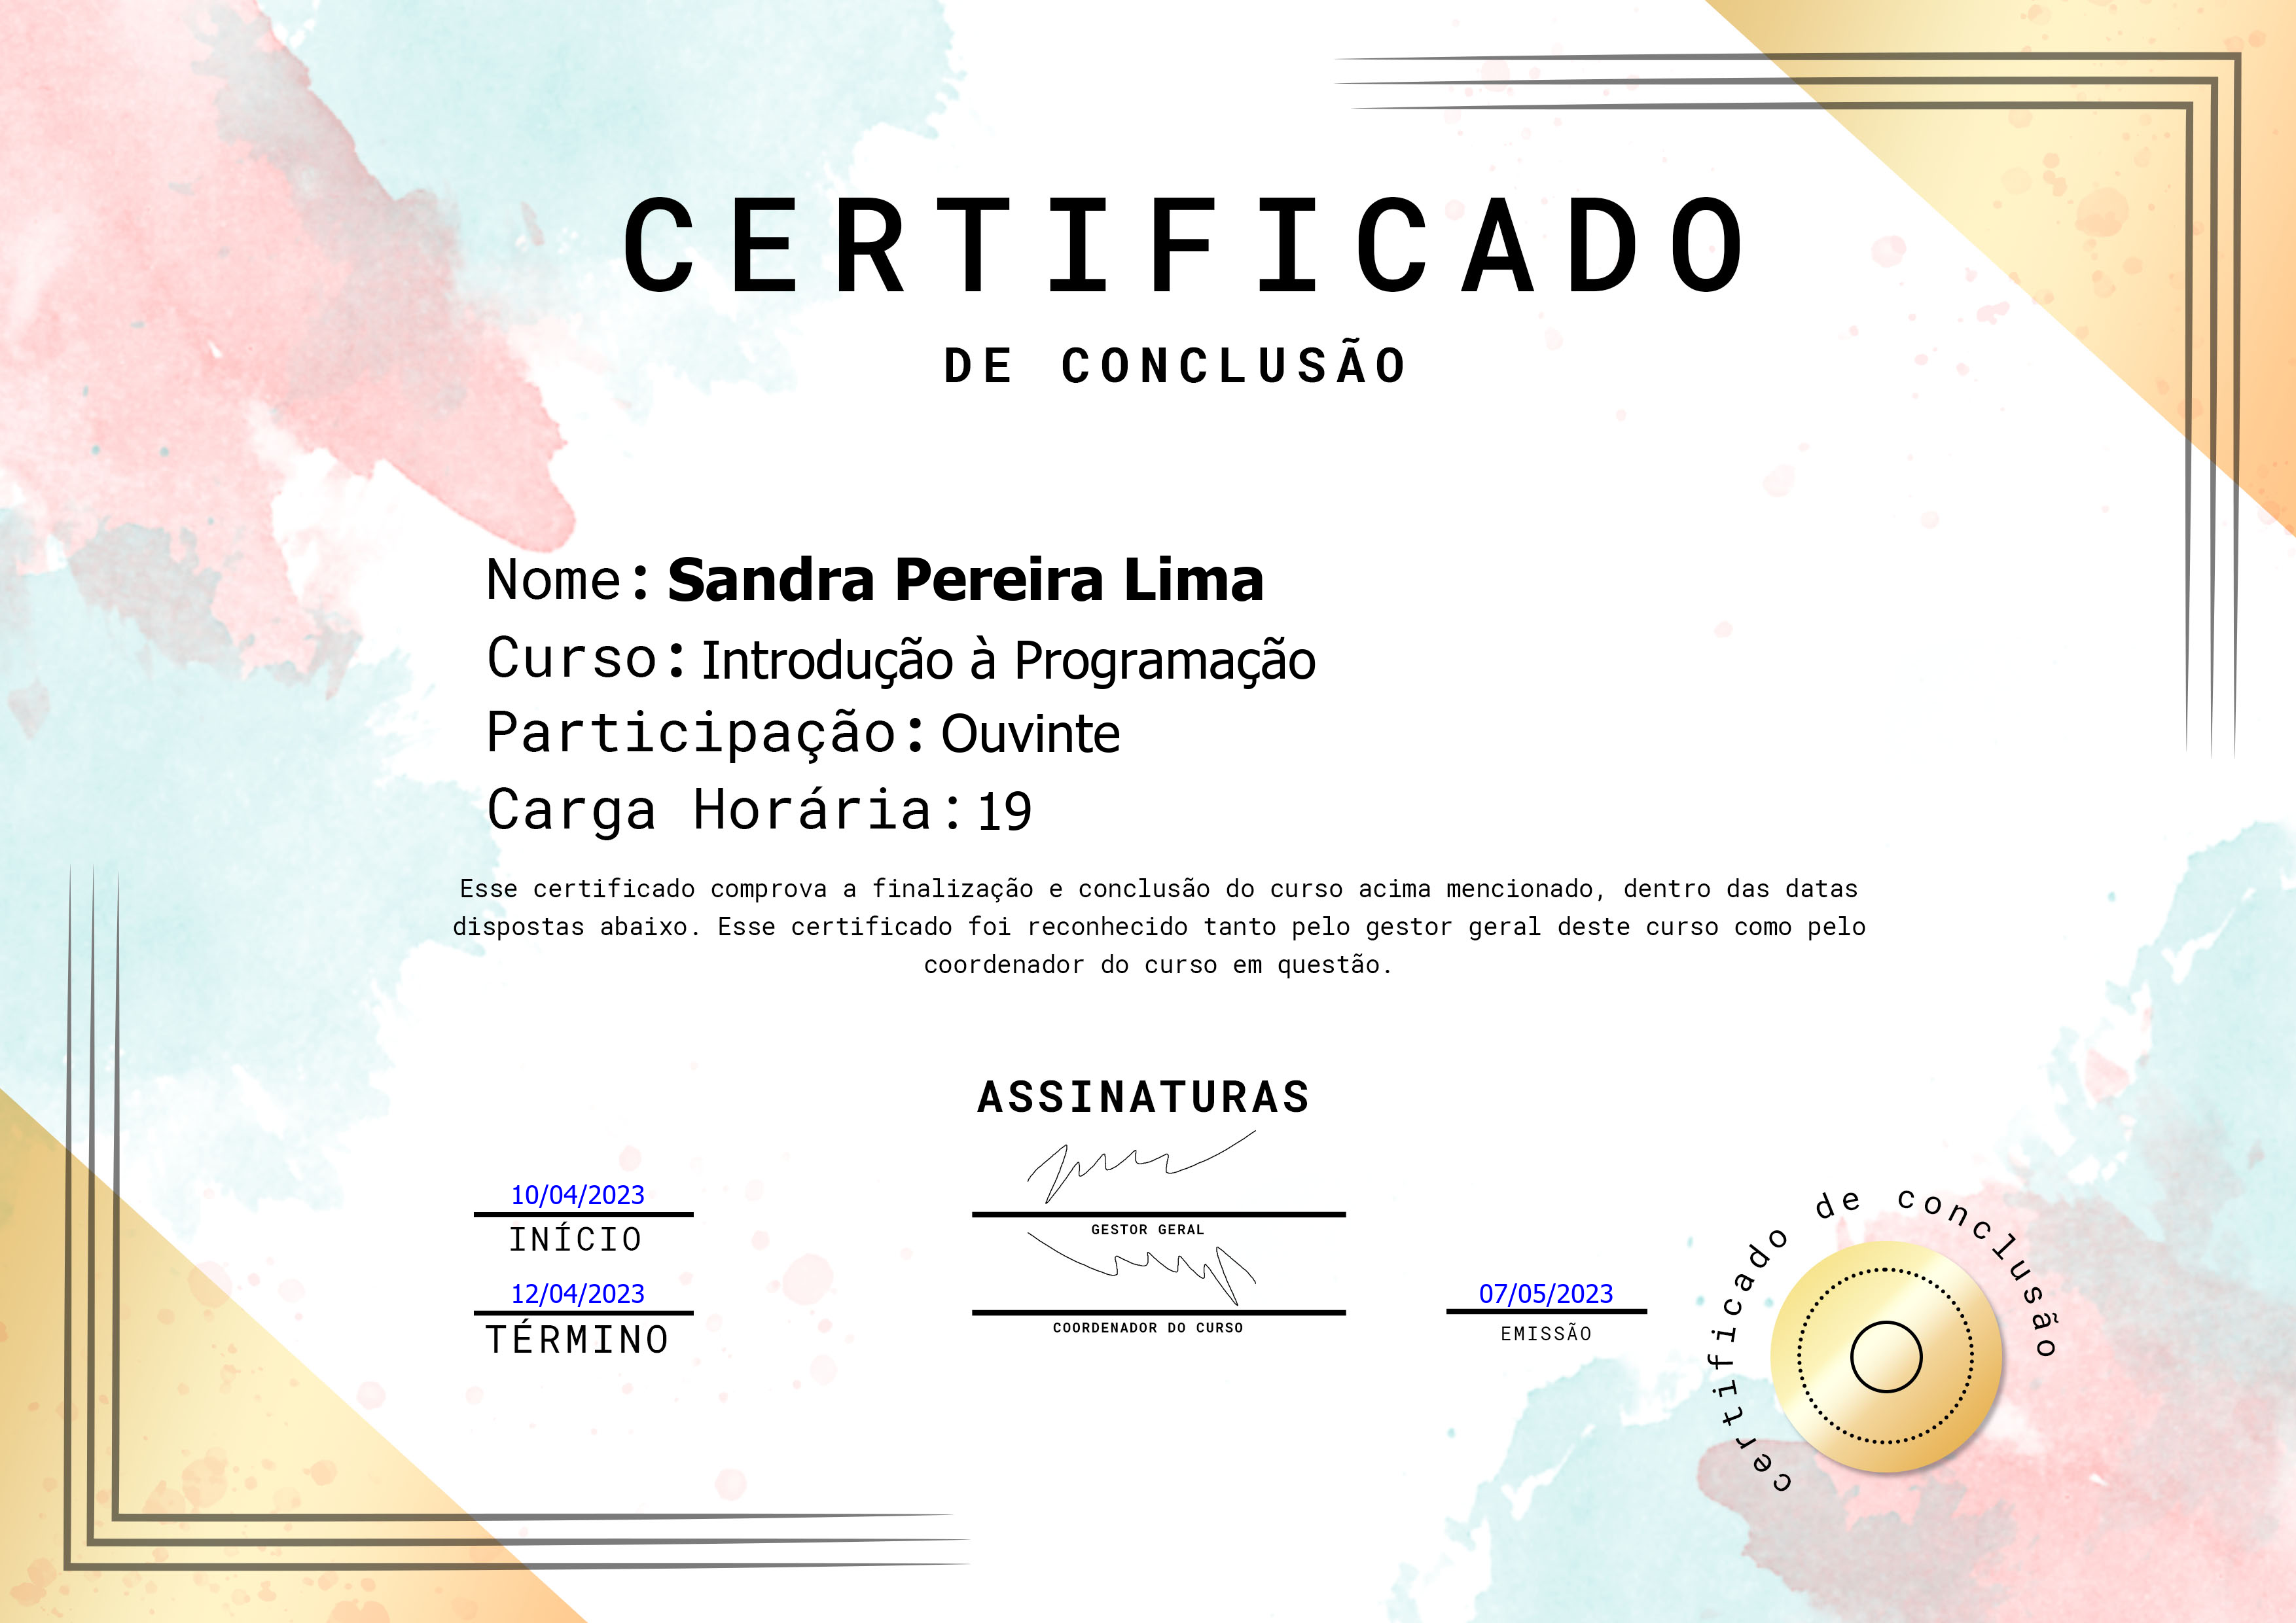 CERTIFICADO
DE CONCLUSÃO
Nome: Sandra Pereira Lima
Curso: Introdução à Programação
Participação: Ouvinte
Carga Horária: 19
Esse certificado comprova a finalização e conclusão do curso acima mencionado, dentro das datas
dispostas abaixo. Esse certificado foi reconhecido tanto pelo gestor geral deste curso como pelo
coordenador do curso em questão.
ASSINATURAS
10/04/2023
INÍCIO
GESTOR GERAL
12/04/2023
TÉRMINO
COORDENADOR DO CURSO
07/05/2023
EMISSÃO
certificado de conclusão